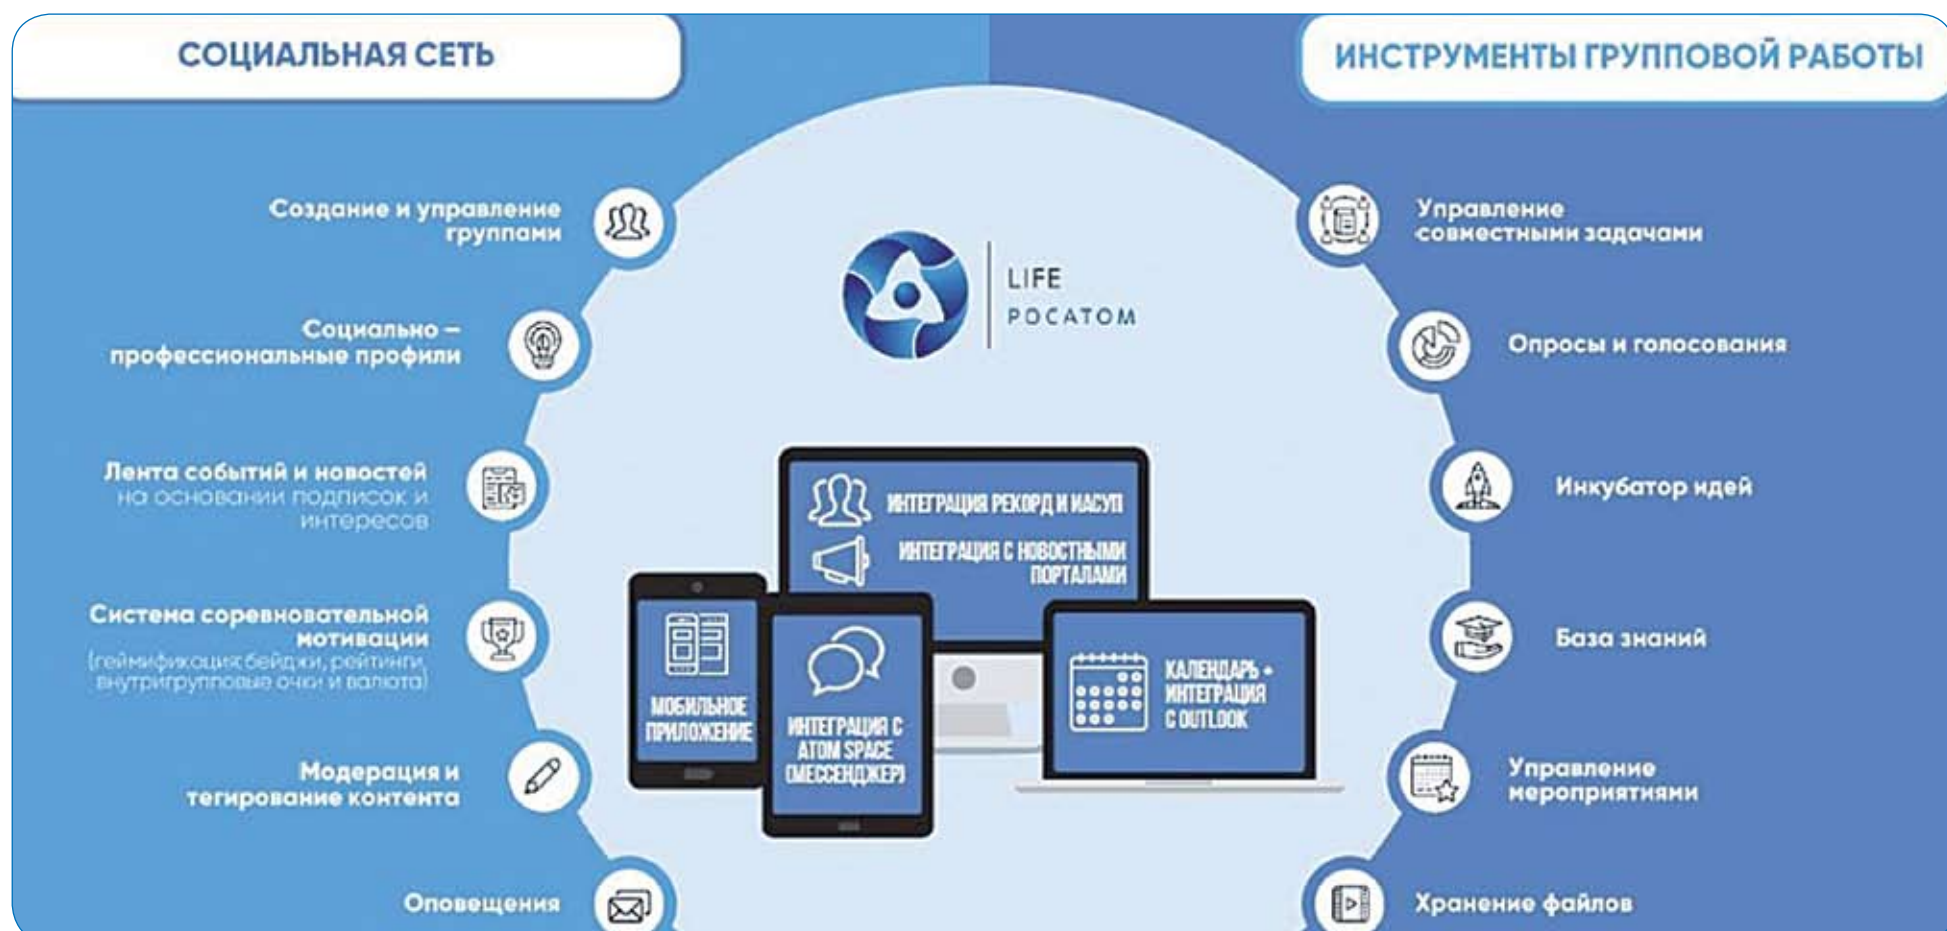 СОЦИАЛЬНАЯ СЕТЬ
Создание и управление
группами
Социально –
профессиональные профили
Лента событий и новостей
на основании подписок и
интересов
Система соревновательной
мотивации
(геймификация: бейджи, рейтинги,
внутригрупповые очки и валюта)
Модерация и
тегирование контента
Оповещения
LIFE
РОСАТОМ
ИНТЕГРАЦИЯ РЕКОРД И ИАСУП
ИНТЕГРАЦИЯ С НОВОСТНЫМИ
ПОРТАЛАМИ
МОБИЛЬНОЕ
ПРИЛОЖЕНИЕ
ИНТЕГРАЦИЯ С
ATOM SPACE
(МЕССЕНДЖЕР)
КАЛЕНДАРЬ +
ИНТЕГРАЦИЯ
С OUTLOOK
ИНСТРУМЕНТЫ ГРУППОВОЙ РАБОТЫ
Управление
совместными задачами
Опросы и голосования
Инкубатор идей
База знаний
Управление
мероприятиями
Хранение файлов